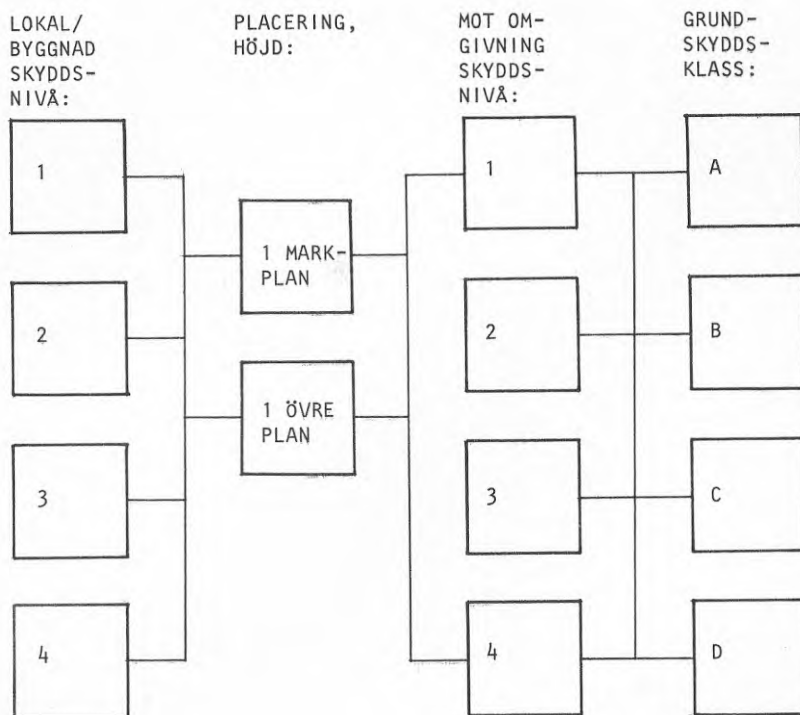 LOKAL/
BYGGNAD
SKYDDS-
NIVÅ:
PLACERING,
HÖJD:
MOT OM-
GIVNING
SKYDDS-
NIVÅ:
GRUND-
SKYDDS-
KLASS:
1
2
3
4
1 MARK-
PLAN
1 ÖVRE
PLAN
1
2
3
4
A
B
C
D